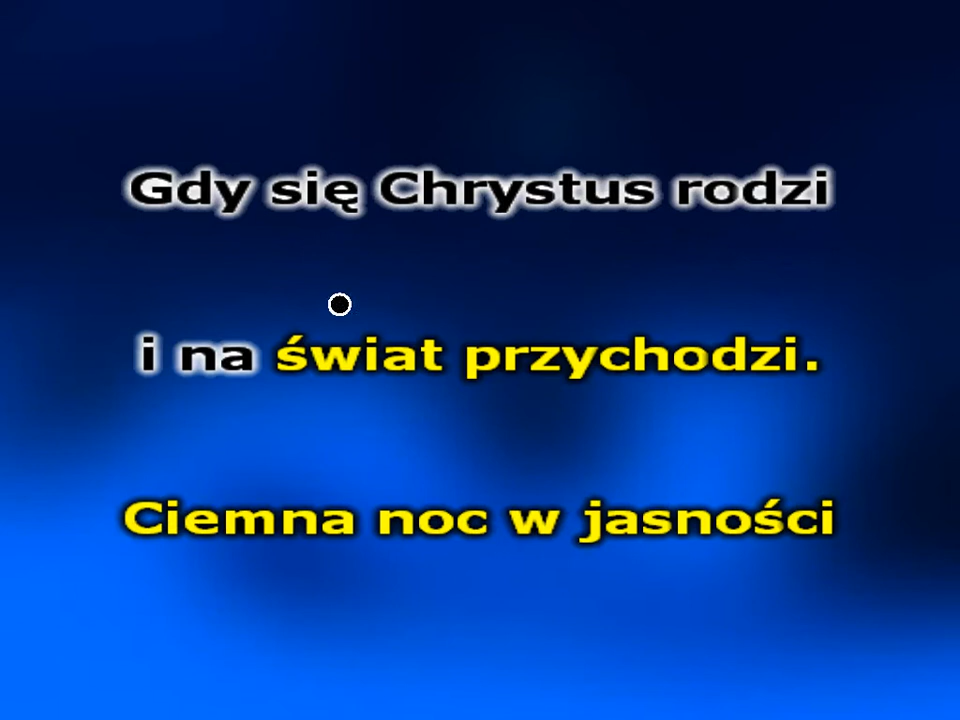 Gdy się Chrystus rodzi
i na świat przychodzi.
Ciemna noc w jasności